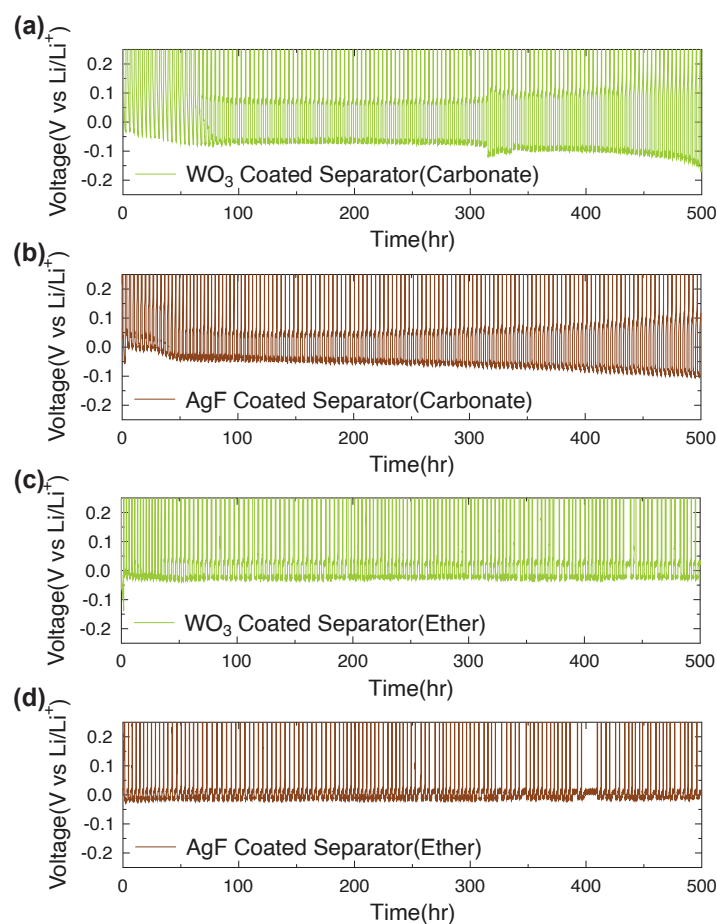 (a)
Voltage(V vs Li/Li+)
0.2
0.1
0.0
-0.1
-0.2
WO3 Coated Separator(Carbonate)
0 100 200 300 400 500
Time(hr)
(b)
Voltage(V vs Li/Li+)
0.2
0.1
0.0
-0.1
-0.2
AgF Coated Separator(Carbonate)
0 100 200 300 400 500
Time(hr)
(c)
Voltage(V vs Li/Li+)
0.2
0.1
0.0
-0.1
-0.2
WO3 Coated Separator(Ether)
0 100 200 300 400 500
Time(hr)
(d)
Voltage(V vs Li/Li+)
0.2
0.1
0.0
-0.1
-0.2
AgF Coated Separator(Ether)
0 100 200 300 400 500
Time(hr)